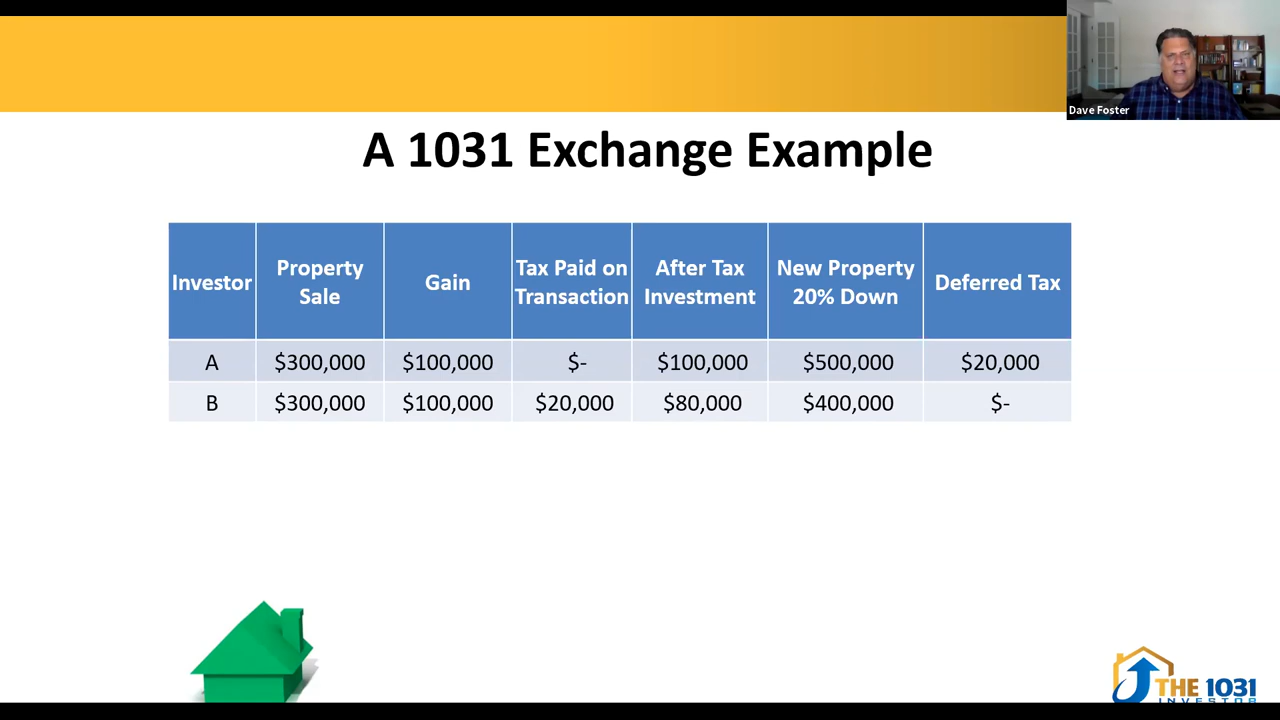 Dave Foster
A 1031 Exchange Example
Investor
Property
Sale
Gain
Tax Paid on
Transaction
After Tax
Investment
New Property
20% Down
Deferred Tax
A $300,000 $100,000 $- $100,000 $500,000 $20,000
B $300,000 $100,000 $20,000 $80,000 $400,000 $-
THE 1031
INVESTOR